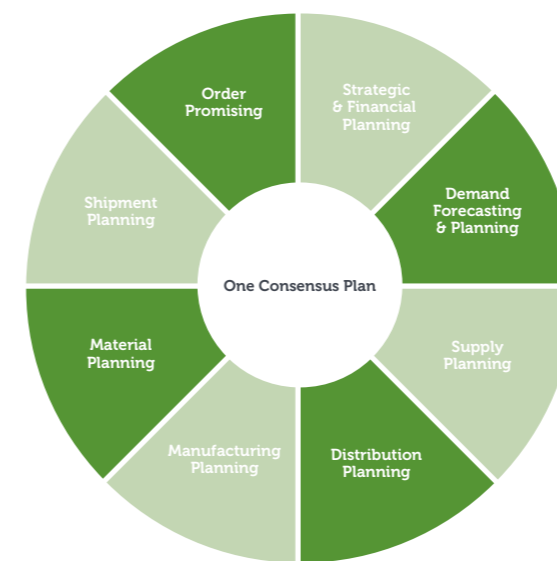 Strategic
& Financial
Planning
Demand
Forecasting
& Planning
Supply
Planning
Distribution
Planning
Manufacturing
Planning
Material
Planning
Shipment
Planning
Order
Promising
One Consensus Plan